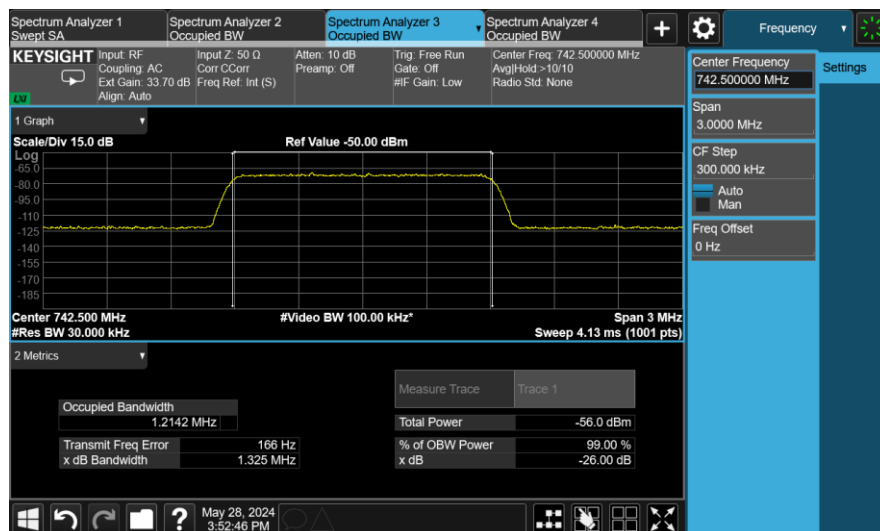 Spectrum Analyzer 1
Swept SA
Spectrum Analyzer 2
Occupied BW
Spectrum Analyzer 3
Occupied BW
Spectrum Analyzer 4
Occupied BW
+
Frequency
KEYSIGHT
LXI
Input: RF
Coupling: AC
Ext Gain: 33.70 dB
Align: Auto
Input Z: 50 Ω
Corr CCorr
Freq Ref: Int (S)
Atten: 10 dB
Preamp: Off
Trig: Free Run
Gate: Off
#IF Gain: Low
Center Freq: 742.500000 MHz
Avg|Hold:>10/10
Radio Std: None
Center Frequency
742.500000 MHz
Settings
Span
3.0000 MHz
CF Step
300.000 kHz
Auto
Man
Freq Offset
0 Hz
1 Graph
Scale/Div 15.0 dB
Ref Value -50.00 dBm
Log
-65.0
-80.0
-95.0
-110
-125
-140
-155
-170
-185
Center 742.500 MHz
#Video BW 100.00 kHz*
Span 3 MHz
#Res BW 30.000 kHz
Sweep 4.13 ms (1001 pts)
2 Metrics
Measure Trace
Trace 1
Occupied Bandwidth
1.2142 MHz
Total Power
-56.0 dBm
Transmit Freq Error
166 Hz
% of OBW Power
99.00 %
x dB Bandwidth
1.325 MHz
x dB
-26.00 dB
?
May 28, 2024
3:52:46 PM